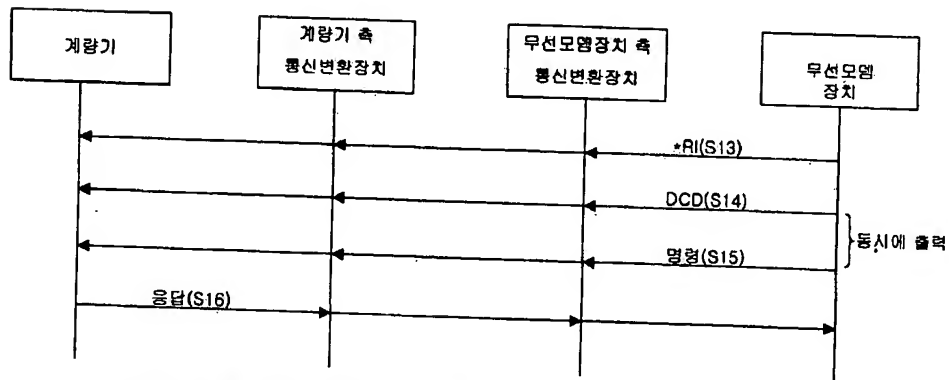 계량기
계량기 측
통신변환장치
무선모뎀장치 측
통신변환장치
무선모뎀
장치
*RI(S13)
DCD(S14)
동시에 출력
명령(S15)
응답(S16)